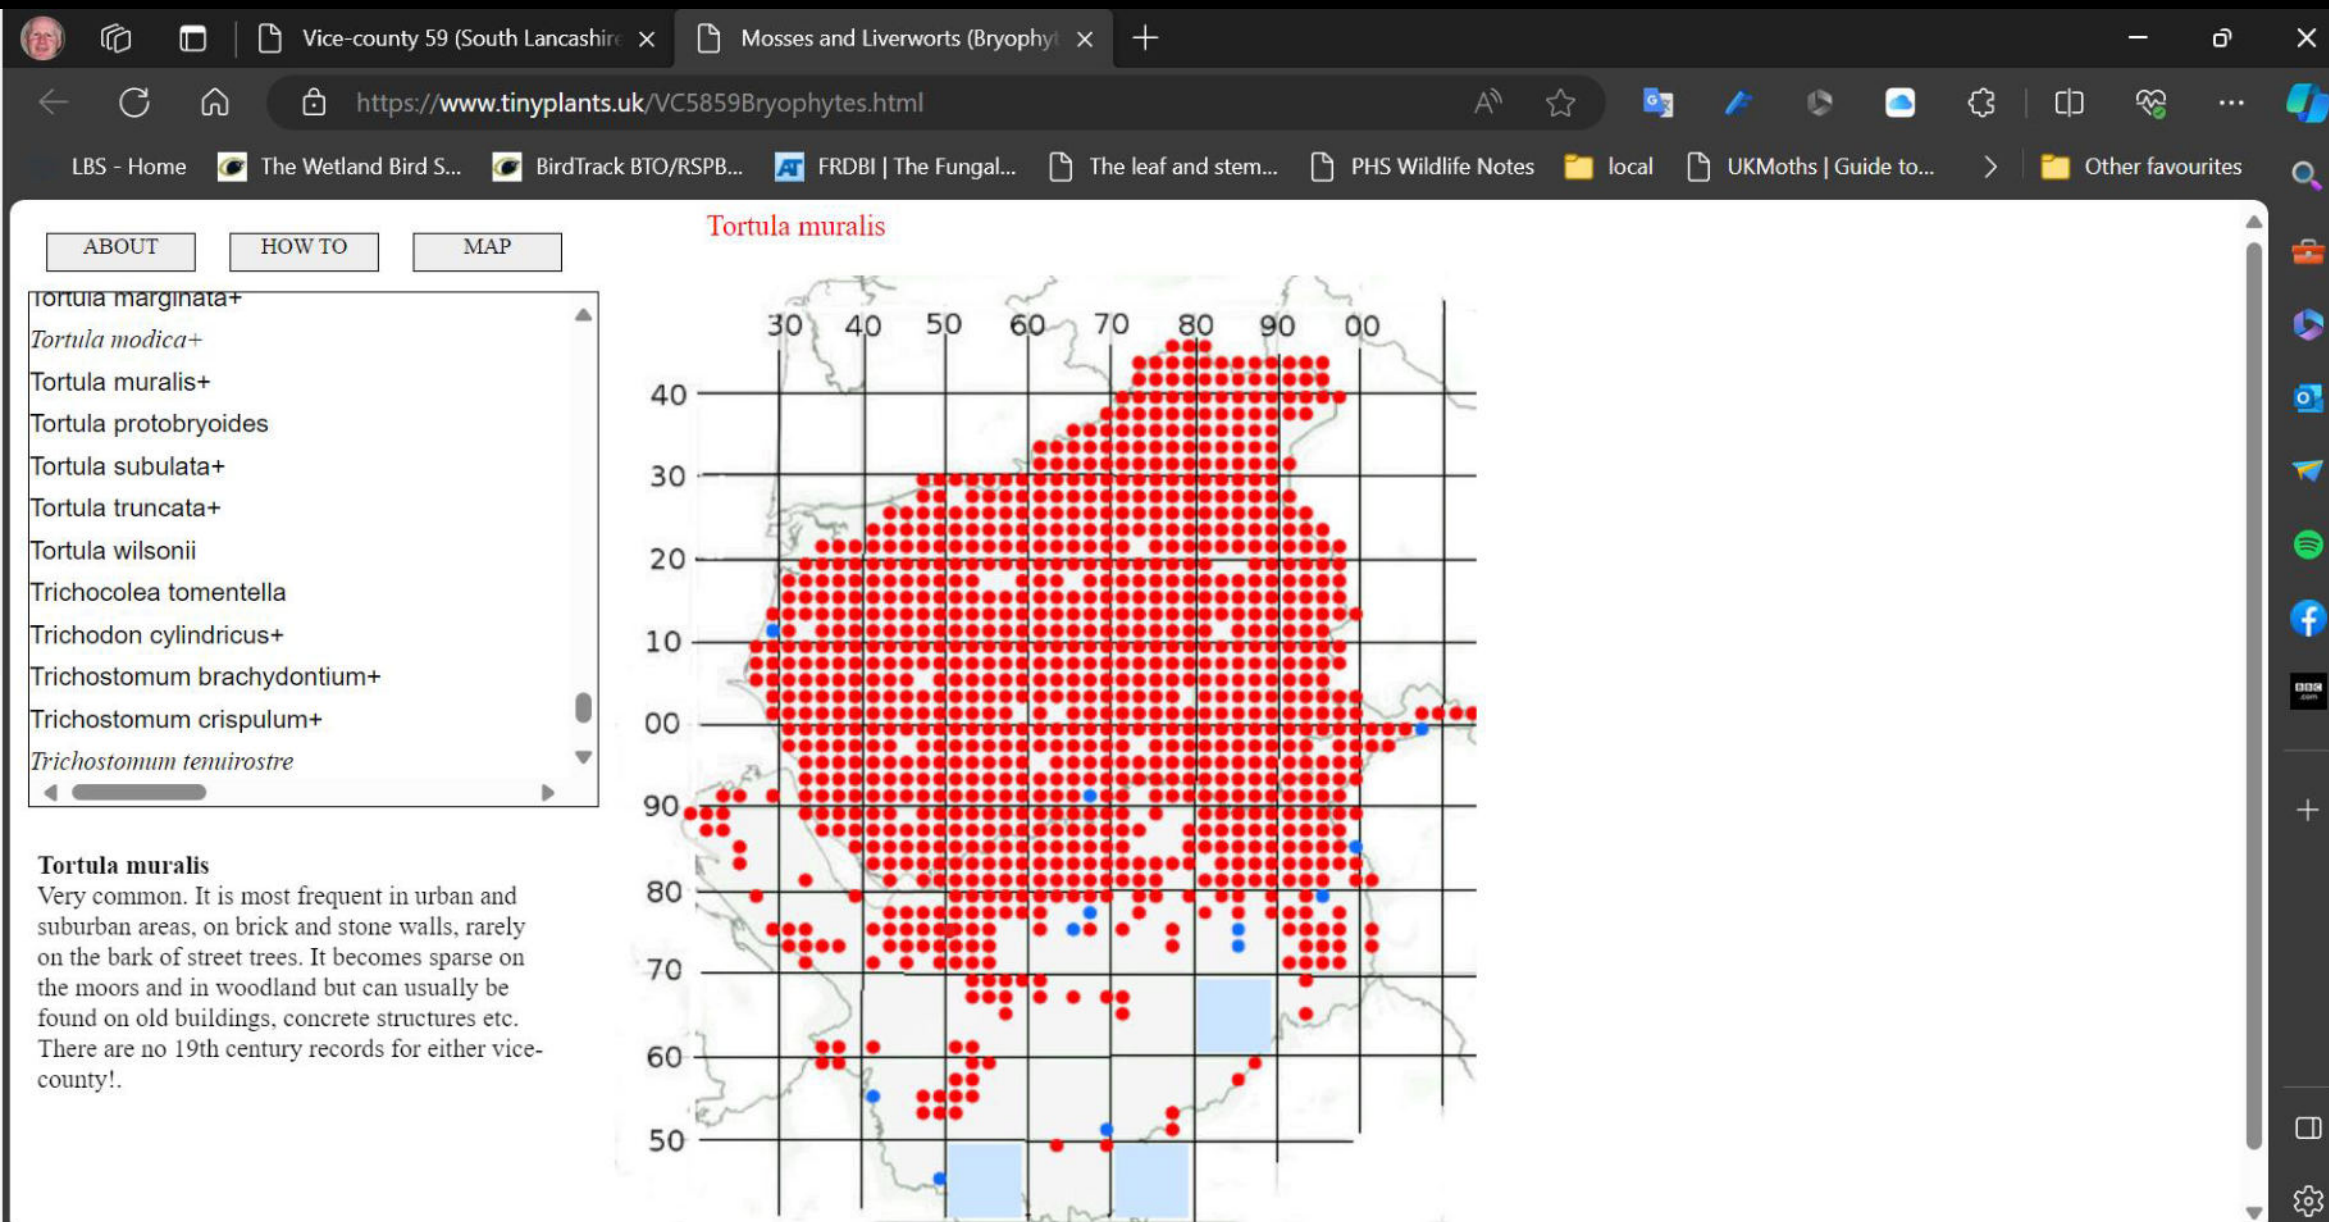 Vice-county 59 (South Lancashire
Mosses and Liverworts (Bryophyt
https://www.tinyplants.uk/VC5859Bryophytes.html
LBS - Home
The Wetland Bird S...
BirdTrack BTO/RSPB...
FRDBI | The Fungal...
The leaf and stem...
PHS Wildlife Notes
local
UKMoths | Guide to...
Other favourites
ABOUT
HOW TO
MAP
Tortula marginata+
Tortula modica+
Tortula muralis+
Tortula protobryoides
Tortula subulata+
Tortula truncata+
Tortula wilsonii
Trichocolea tomentella
Trichodon cylindricus+
Trichostomum brachydontium+
Trichostomum crispulum+
Trichostomum tenuirostre
Tortula muralis
Very common. It is most frequent in urban and
suburban areas, on brick and stone walls, rarely
on the bark of street trees. It becomes sparse on
the moors and in woodland but can usually be
found on old buildings, concrete structures etc.
There are no 19th century records for either vice-
county!.
Tortula muralis
30 40 50 60 70 80 90 00
40
30
20
10
00
90
80
70
60
50
BBC
.com